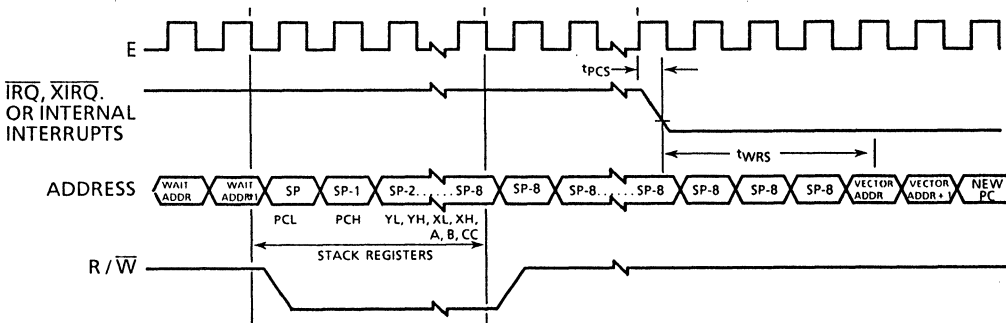 E
tPCS
IRQ, XIRQ.
OR INTERNAL
INTERRUPTS
tWRS
ADDRESS
WAIT ADDR
WAIT ADDR+1
SP
SP-1
SP-2......SP-8
SP-8
SP-8......SP-8
SP-8
SP-8
SP-8
VECTOR ADDR
VECTOR ADDR+1
NEW PC
PCL
PCH
YL, YH, XL, XH,
A, B, CC
STACK REGISTERS
R/W